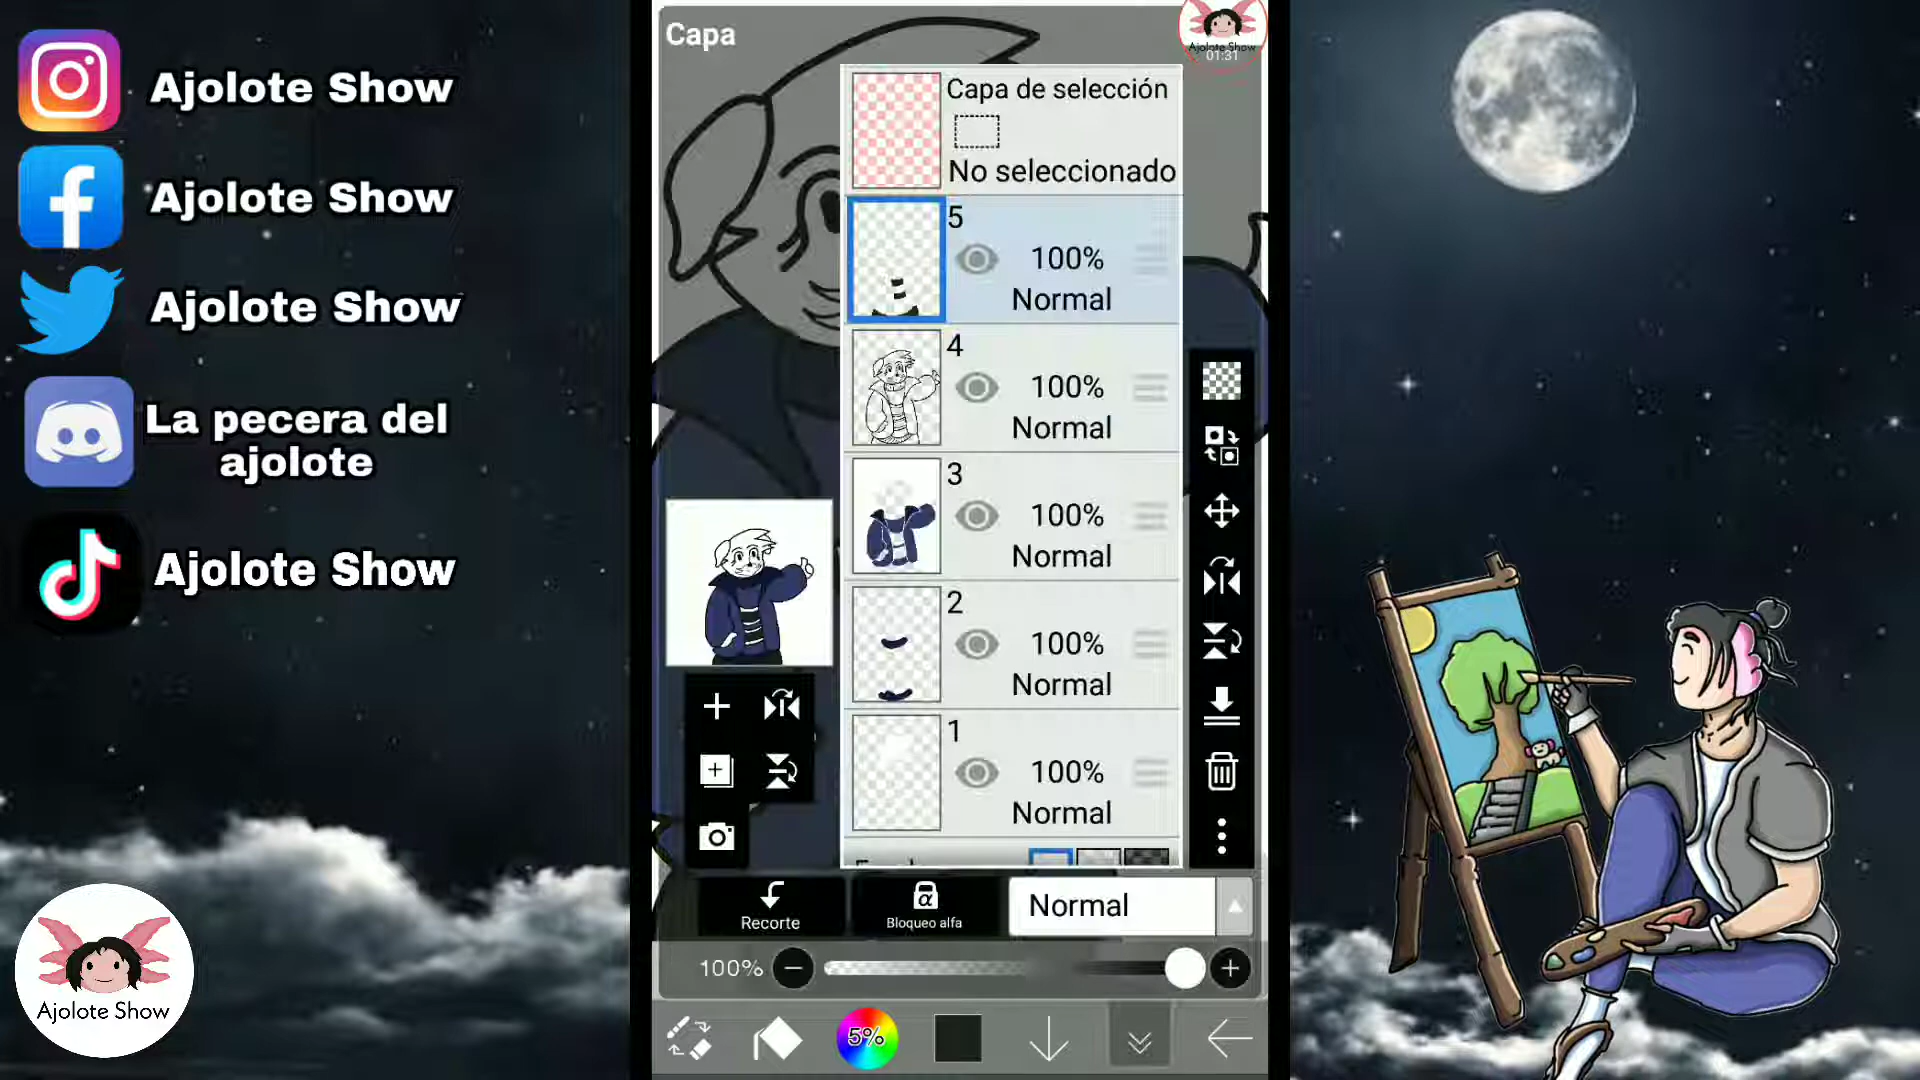 Ajolote Show
Ajolote Show
Ajolote Show
La pecera del
ajolote
Ajolote Show
Ajolote Show
Capa
Ajolote Show
01:31
Capa de selección
No seleccionado
5
100%
Normal
4
100%
Normal
3
100%
Normal
2
100%
Normal
1
100%
Normal
Recorte
α
Bloqueo alfa
Normal
100%
5%